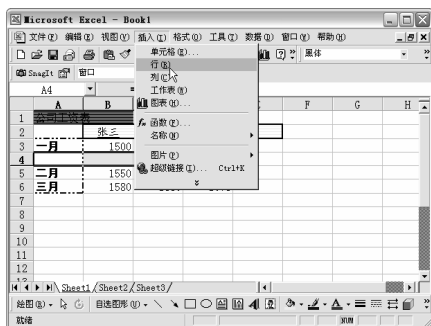 Microsoft Excel - Book1
文件(F) 编辑(E) 视图(V) 插入(I) 格式(O) 工具(T) 数据(D) 窗口(W) 帮助(H)
黑体
SnagIt 窗口
A4
单元格(E)...
行(R)
列(C)
工作表(W)
图表(H)...
函数(F)...
名称(N)
图片(P)
超级链接(I)... Ctrl+K
A B F G H
1 公司工资表
2 张三
3 一月 1500
4
5 二月 1550
6 三月 1580
7
8
9
10
11
12
Sheet1 Sheet2 Sheet3
绘图(R) 自选图形(U)
就绪 NUM